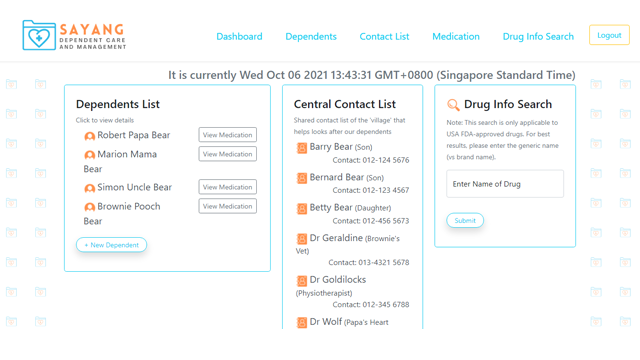 SAYANG
DEPENDENT CARE
AND MANAGEMENT
Dashboard
Dependents
Contact List
Medication
Drug Info Search
Logout
It is currently Wed Oct 06 2021 13:43:31 GMT+0800 (Singapore Standard Time)
Dependents List
Click to view details
Robert Papa Bear
View Medication
Marion Mama
Bear
View Medication
Simon Uncle Bear
View Medication
Brownie Pooch
Bear
View Medication
+ New Dependent
Central Contact List
Shared contact list of the 'village' that
helps looks after our dependents
Barry Bear (Son)
Contact: 012-124 5676
Bernard Bear (Son)
Contact: 012-123 4567
Betty Bear (Daughter)
Contact: 012-456 5673
Dr Geraldine (Brownie's
Vet)
Contact: 013-4321 5678
Dr Goldilocks
(Physiotherapist)
Contact: 012-345 6788
Dr Wolf (Papa's Heart
Drug Info Search
Note: This search is only applicable to
USA FDA-approved drugs. For best
results, please enter the generic name
(vs brand name).
Enter Name of Drug
Submit